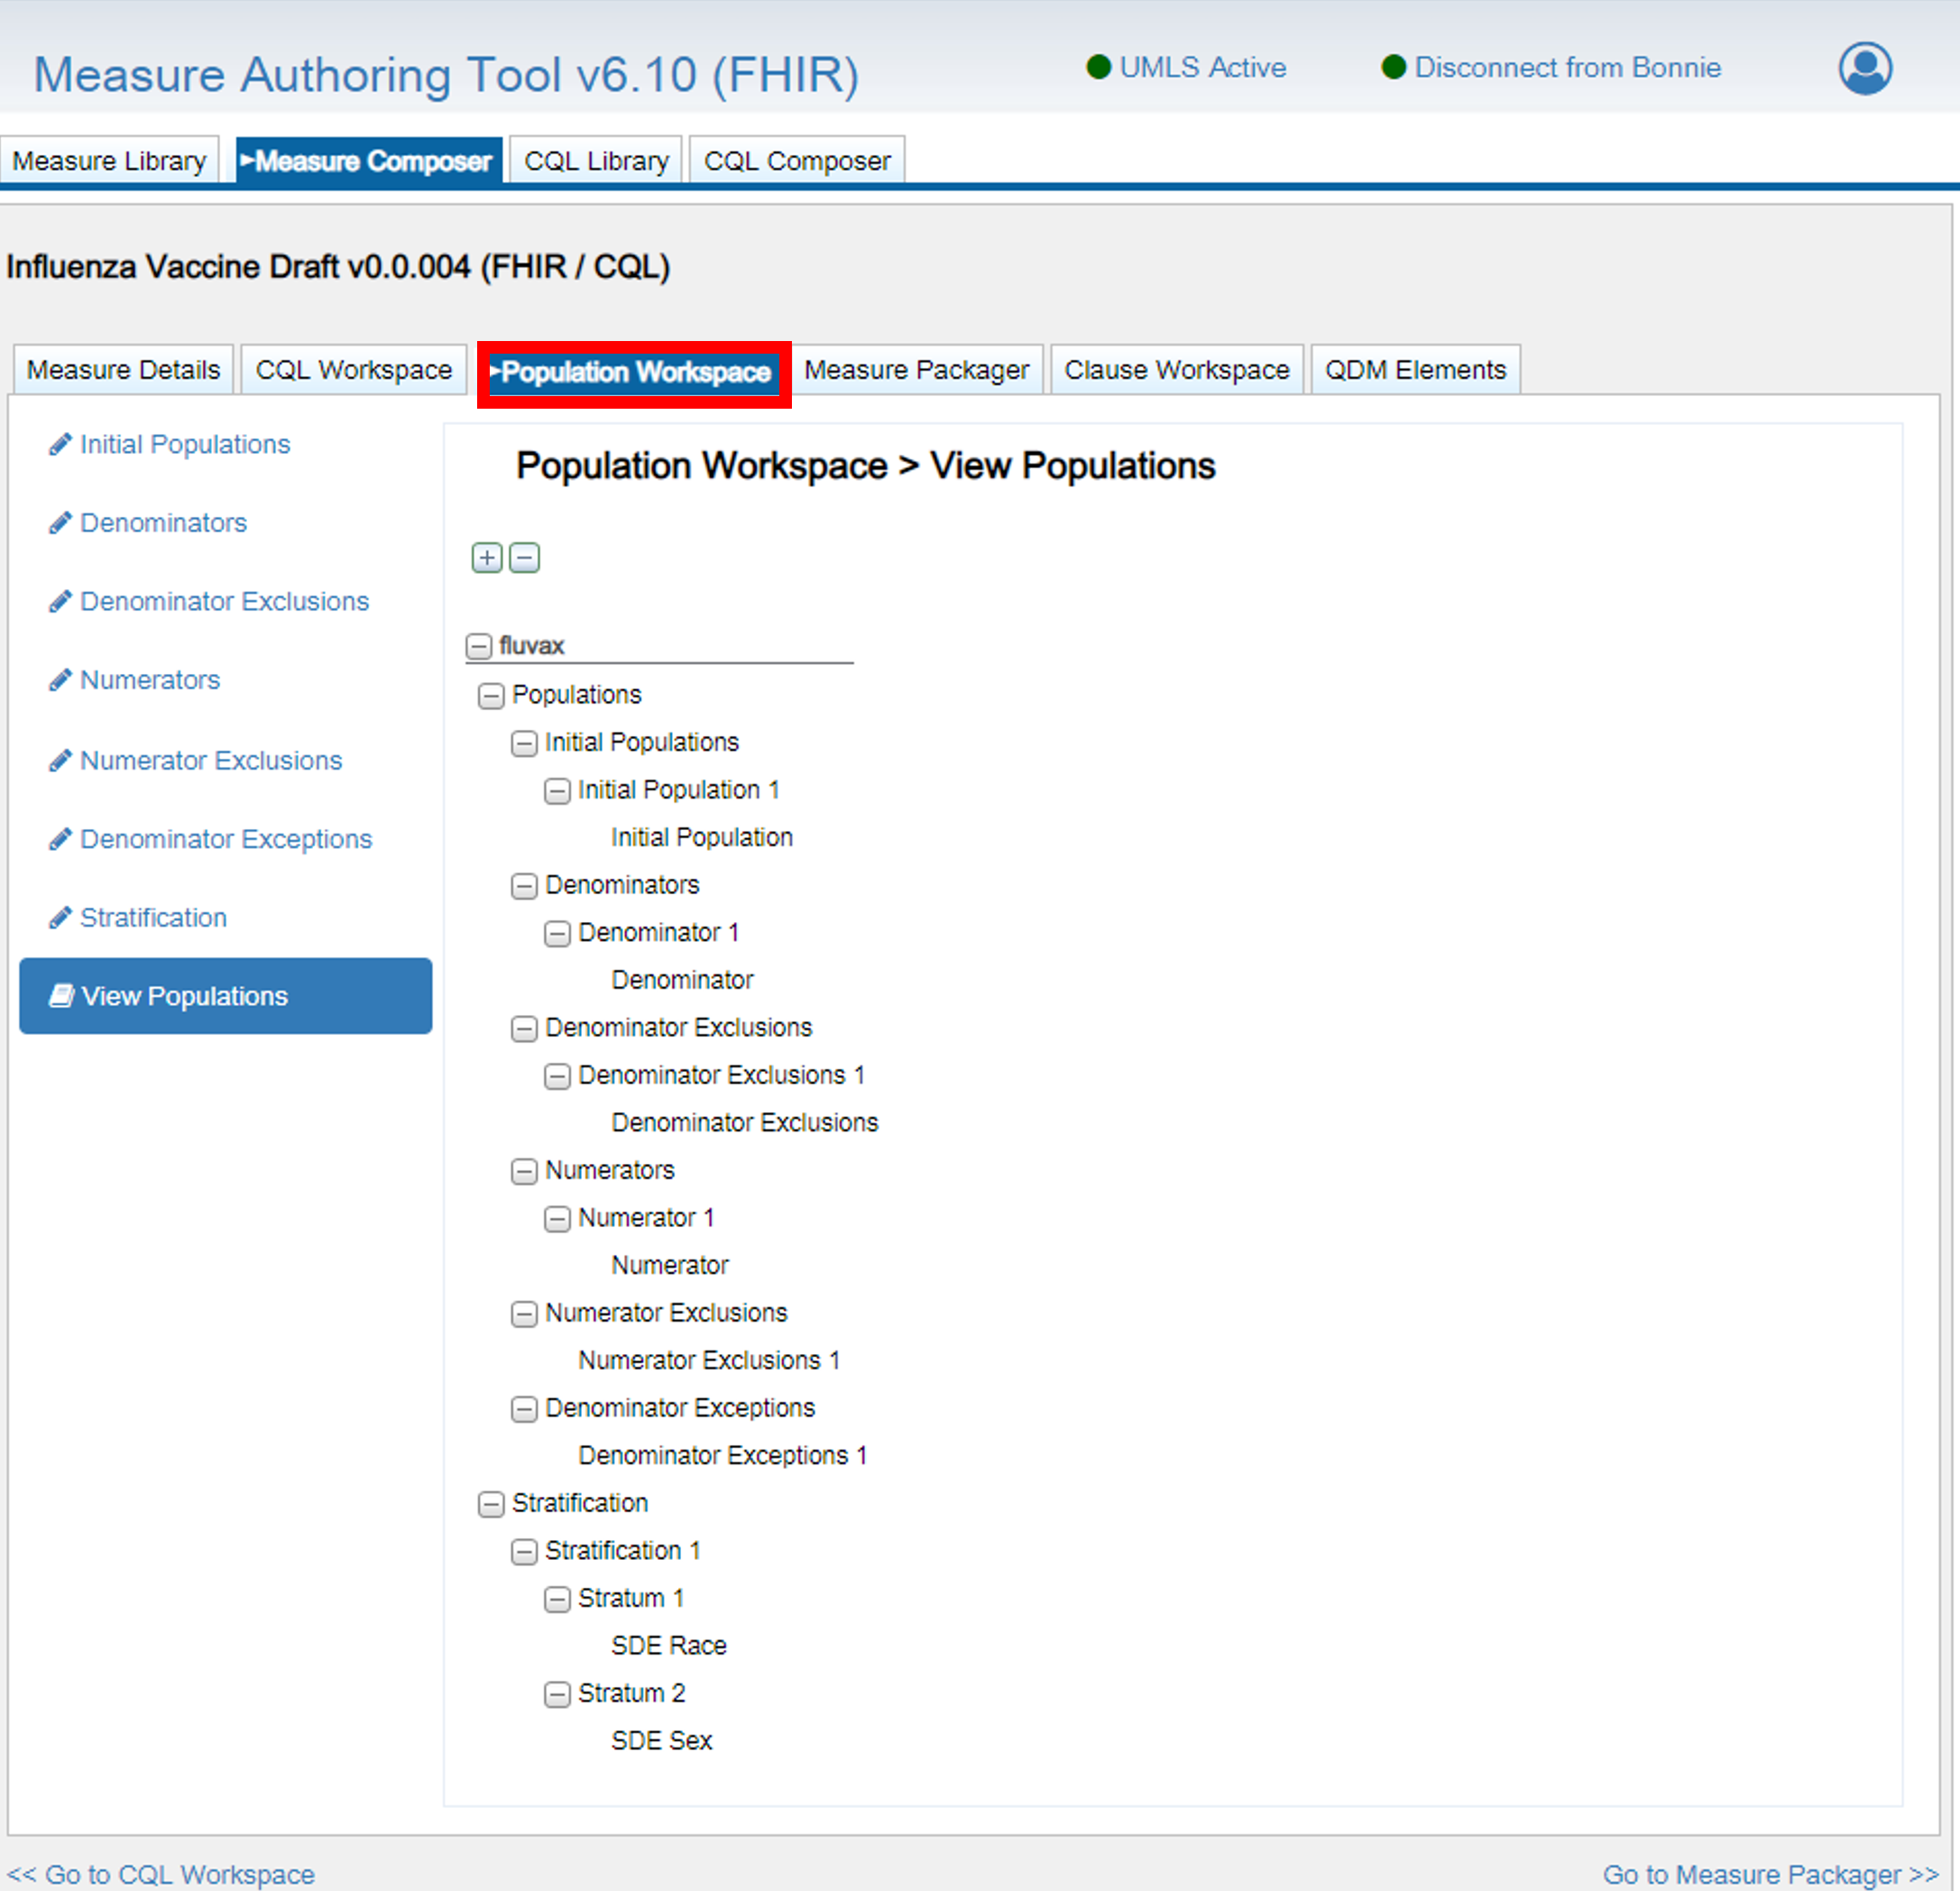 Measure Authoring Tool v6.10 (FHIR)
UMLS Active
Disconnect from Bonnie
Measure Library
Measure Composer
CQL Library
CQL Composer
Influenza Vaccine Draft v0.0.004 (FHIR / CQL)
Measure Details
CQL Workspace
Population Workspace
Measure Packager
Clause Workspace
QDM Elements
Initial Populations
Denominators
Denominator Exclusions
Numerators
Numerator Exclusions
Denominator Exceptions
Stratification
View Populations
Population Workspace > View Populations
fluvax
Populations
Initial Populations
Initial Population 1
Initial Population
Denominators
Denominator 1
Denominator
Denominator Exclusions
Denominator Exclusions 1
Denominator Exclusions
Numerators
Numerator 1
Numerator
Numerator Exclusions
Numerator Exclusions 1
Denominator Exceptions
Denominator Exceptions 1
Stratification
Stratification 1
Stratum 1
SDE Race
Stratum 2
SDE Sex
<< Go to CQL Workspace
Go to Measure Packager >>